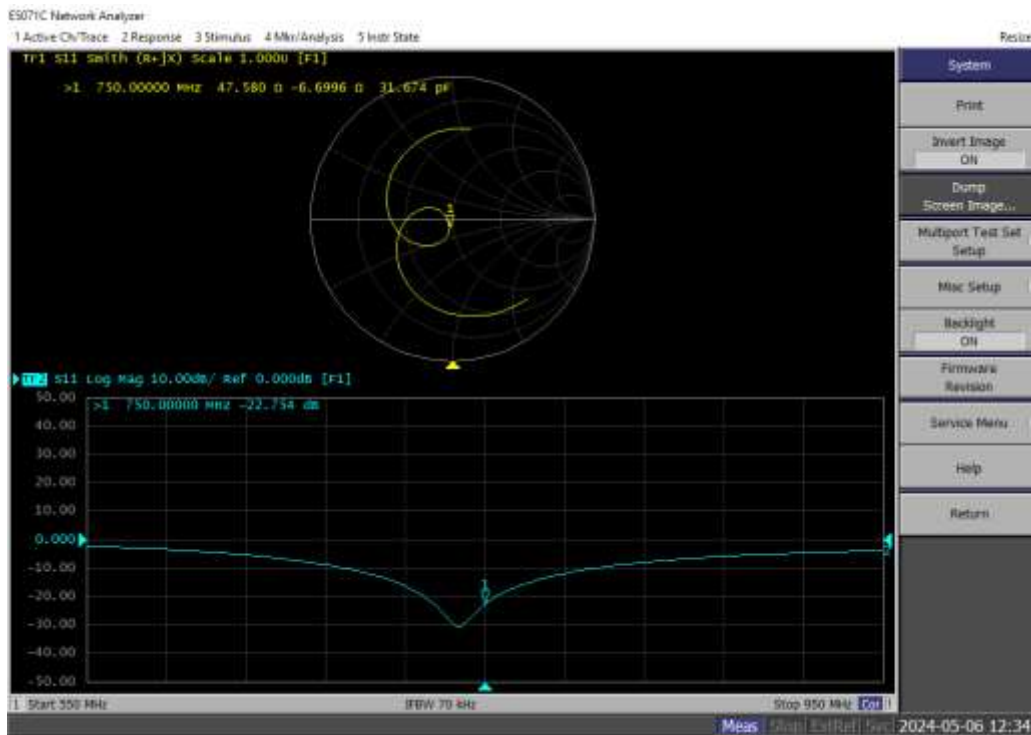 E5071C Network Analyzer
1 Active Ch/Trace 2 Response 3 Stimulus 4 Mkr/Analysis 5 Instr State
Resize
Tr1 S11 Smith (R+jX) Scale 1.000U [F1]
>1 750.00000 MHz 47.580 Ω -6.6996 Ω 31.674 pF
System
Print
Invert Image
ON
Dump
Screen Image...
Multiport Test Set
Setup
Misc Setup
Backlight
ON
Firmware
Revision
Service Menu
Help
Return
Tr2 S11 Log Mag 10.00dB/ Ref 0.000dB [F1]
>1 750.00000 MHz -22.754 dB
50.00
40.00
30.00
20.00
10.00
0.000
-10.00
-20.00
-30.00
-40.00
-50.00
1
1 Start 550 MHz IFBW 70 kHz Stop 950 MHz Cor !
Meas Stop ExtRef Svc 2024-05-06 12:34